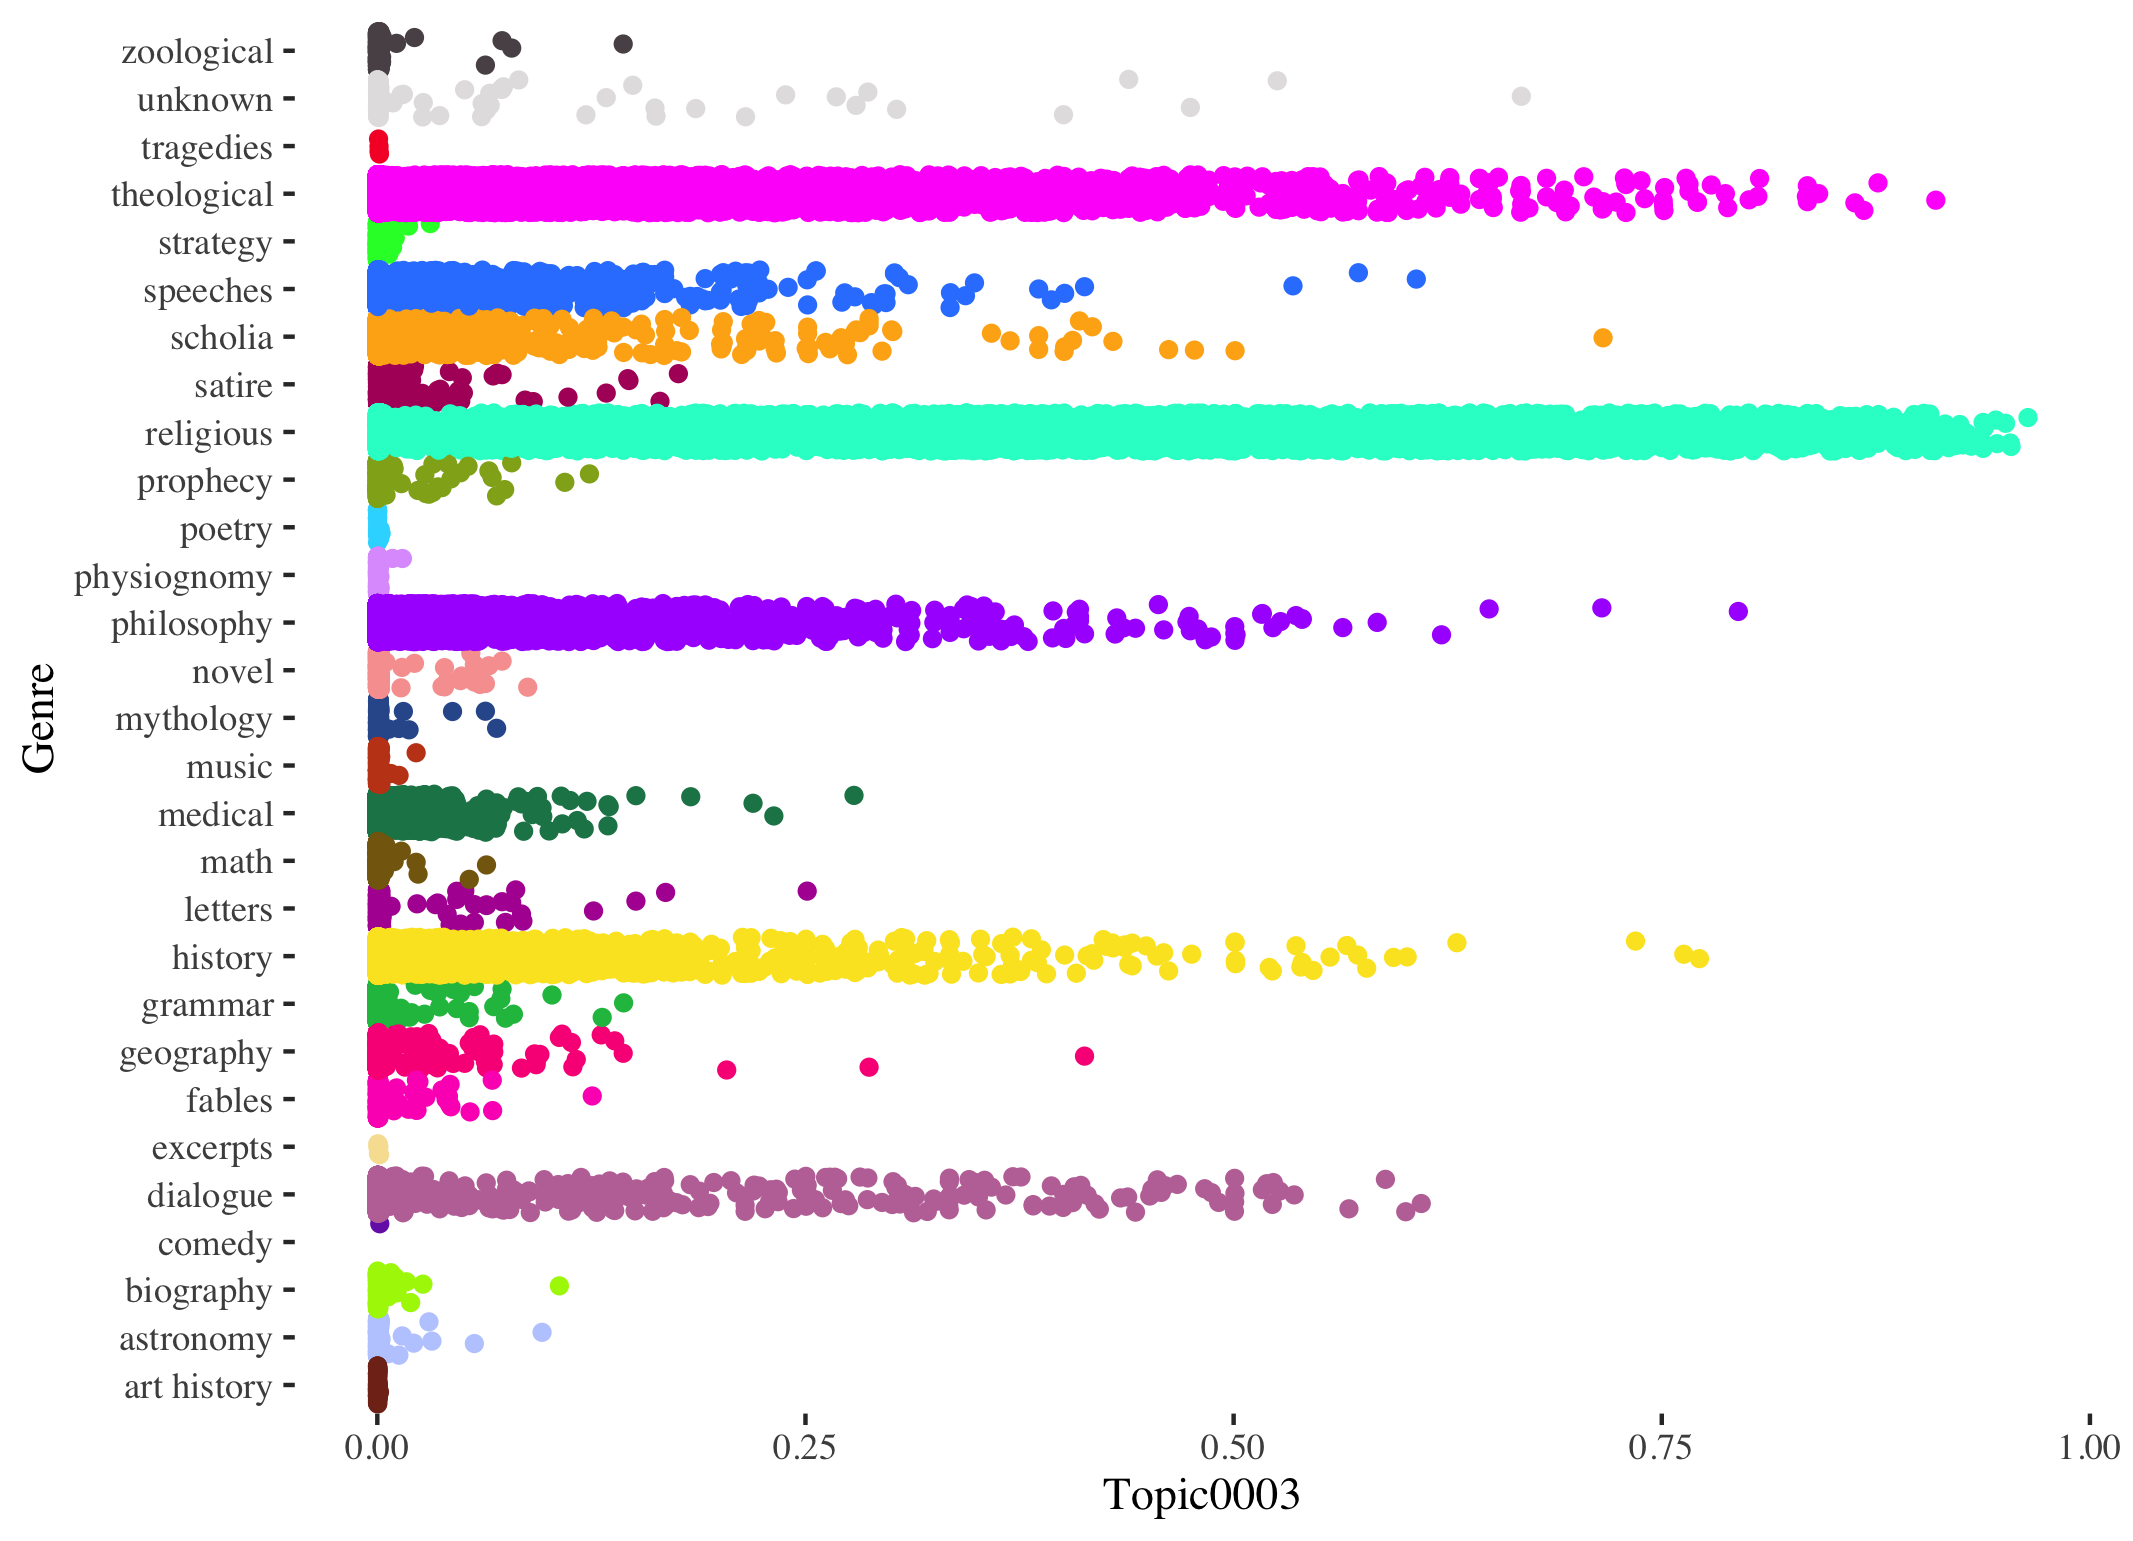 zoological
unknown
tragedies
theological
strategy
speeches
scholia
satire
religious
prophecy
poetry
physiognomy
philosophy
novel
mythology
music
medical
math
letters
history
grammar
geography
fables
excerpts
dialogue
comedy
biography
astronomy
art history
Genre
0.00 0.25 0.50 0.75 1.00
Topic0003